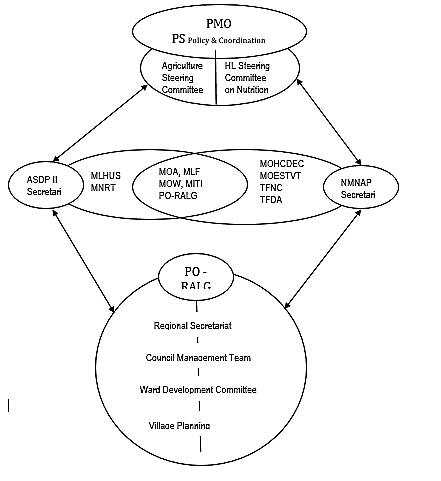 PMO
PS Policy & Coordination
Agriculture
Steering
Committee
HL Steering
Committee
on Nutrition
ASDP II
Secretari
MLHUS
MNRT
MOA, MLF
MOW, MITI
PO-RALG
MOHCDEC
MOESTVT
TFNC
TFDA
NMNAP
Secretari
PO -
RALG
Regional Secretariat
Council Management Team
Ward Development Committee
Village Planning